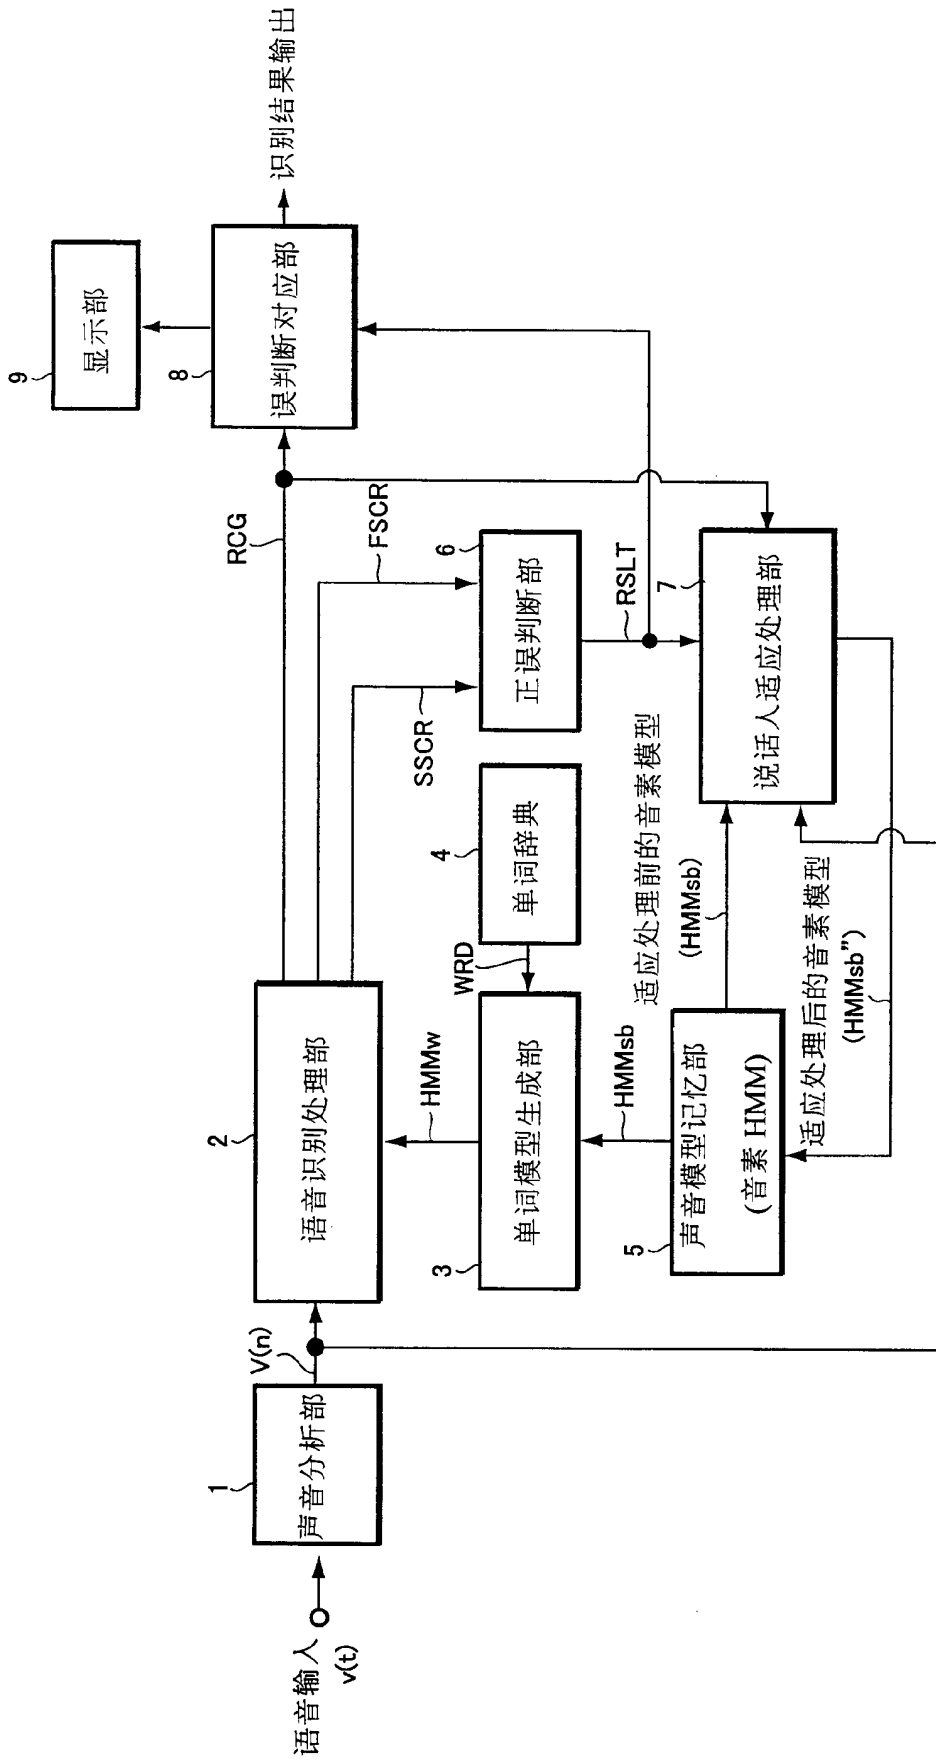 语音输入
v(t)
1
声音分析部
V(n)
2
语音识别处理部
RCG
FSCR
SSCR
HMMw
3
单词模型生成部
WRD
4
单词辞典
6
正误判断部
RSLT
8
误判断对应部
9
显示部
识别结果输出
HMMsb
5
声音模型记忆部
(音素 HMM)
适应处理前的音素模型
(HMMsb)
7
说话人适应处理部
适应处理后的音素模型
(HMMsb”)